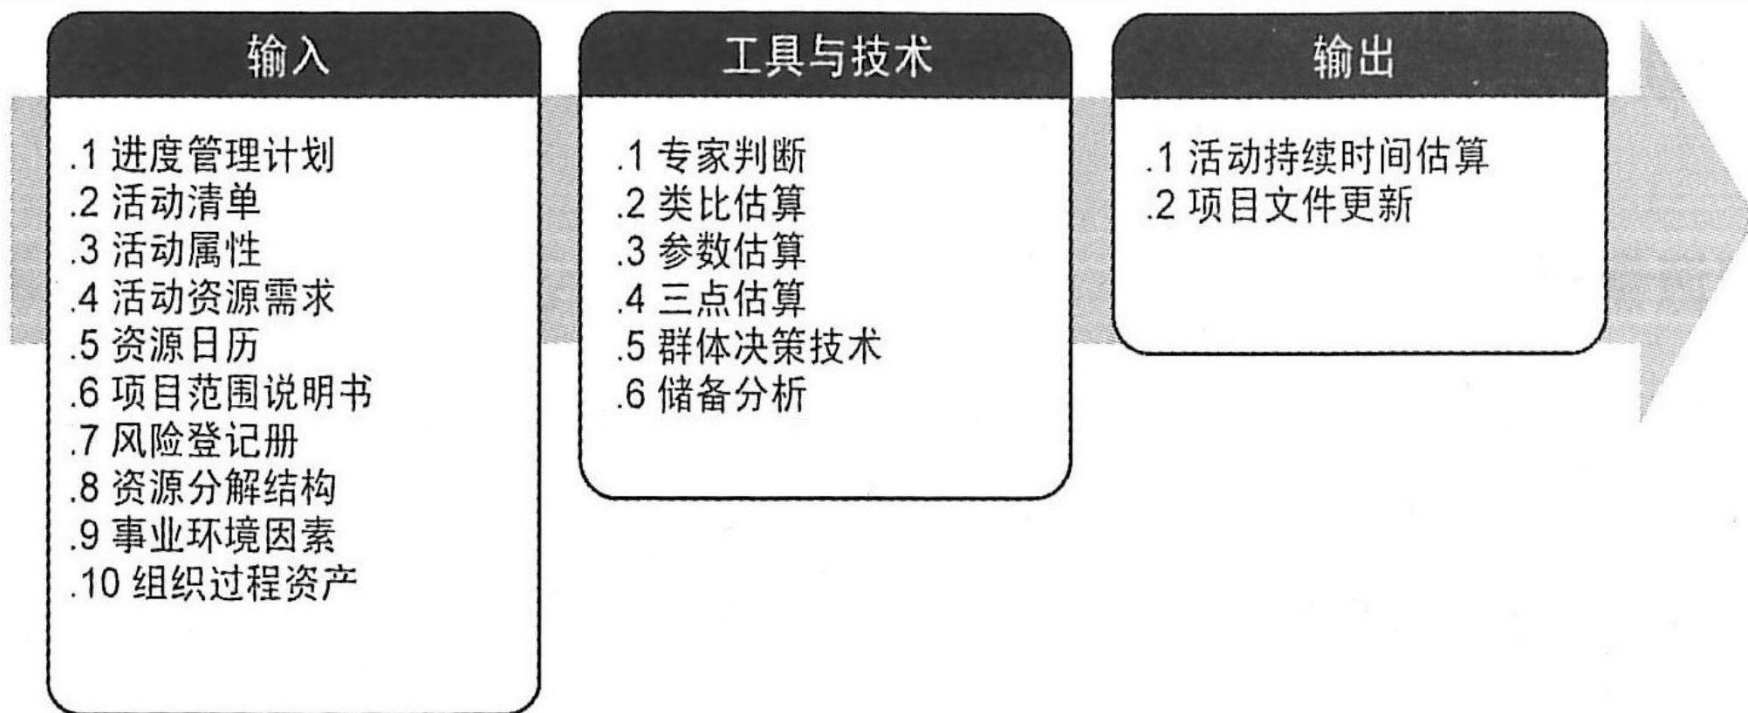 输入
.1 进度管理计划
.2 活动清单
.3 活动属性
.4 活动资源需求
.5 资源日历
.6 项目范围说明书
.7 风险登记册
.8 资源分解结构
.9 事业环境因素
.10 组织过程资产
工具与技术
.1 专家判断
.2 类比估算
.3 参数估算
.4 三点估算
.5 群体决策技术
.6 储备分析
输出
.1 活动持续时间估算
.2 项目文件更新